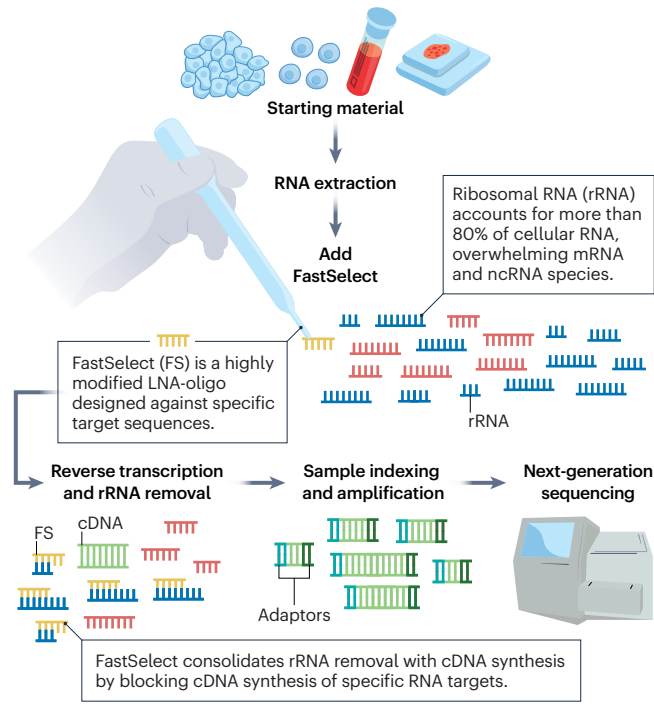 Starting material
RNA extraction
Add
FastSelect
Ribosomal RNA (rRNA)
accounts for more than
80% of cellular RNA,
overwhelming mRNA
and ncRNA species.
FastSelect (FS) is a highly
modified LNA-oligo
designed against specific
target sequences.
rRNA
Reverse transcription
and rRNA removal
Sample indexing
and amplification
Next-generation
sequencing
FS
cDNA
Adaptors
FastSelect consolidates rRNA removal with cDNA synthesis
by blocking cDNA synthesis of specific RNA targets.